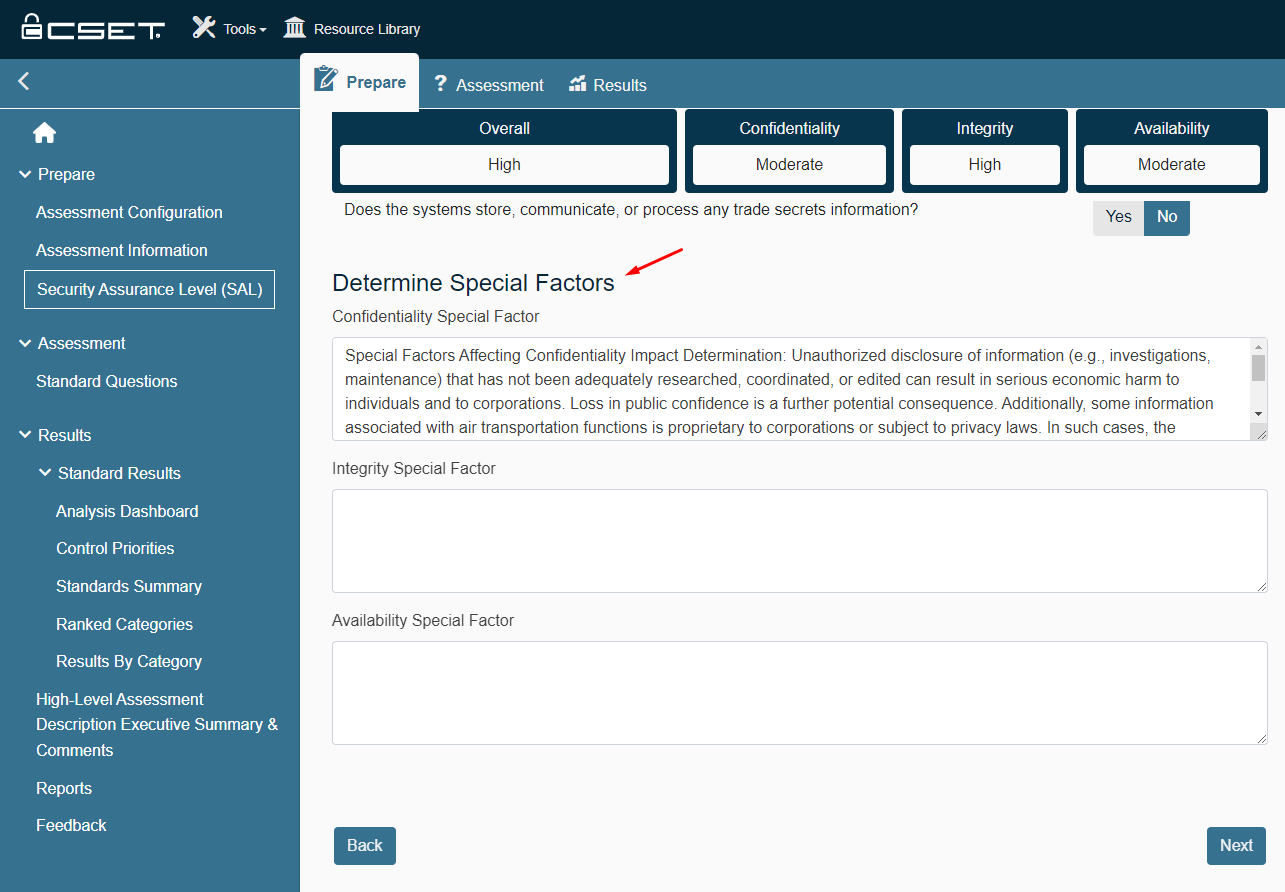 CSET
Tools
Resource Library
Prepare
Assessment
Results
Prepare
Assessment Configuration
Assessment Information
Security Assurance Level (SAL)
Assessment
Standard Questions
Results
Standard Results
Analysis Dashboard
Control Priorities
Standards Summary
Ranked Categories
Results By Category
High-Level Assessment
Description Executive Summary &
Comments
Reports
Feedback
Overall
Confidentiality
Integrity
Availability
High
Moderate
High
Moderate
Does the systems store, communicate, or process any trade secrets information?
Yes
No
Determine Special Factors
Confidentiality Special Factor
Special Factors Affecting Confidentiality Impact Determination: Unauthorized disclosure of information (e.g., investigations,
maintenance) that has not been adequately researched, coordinated, or edited can result in serious economic harm to
individuals and to corporations. Loss in public confidence is a further potential consequence. Additionally, some information
associated with air transportation functions is proprietary to corporations or subject to privacy laws. In such cases, the
Integrity Special Factor
Availability Special Factor
Back
Next